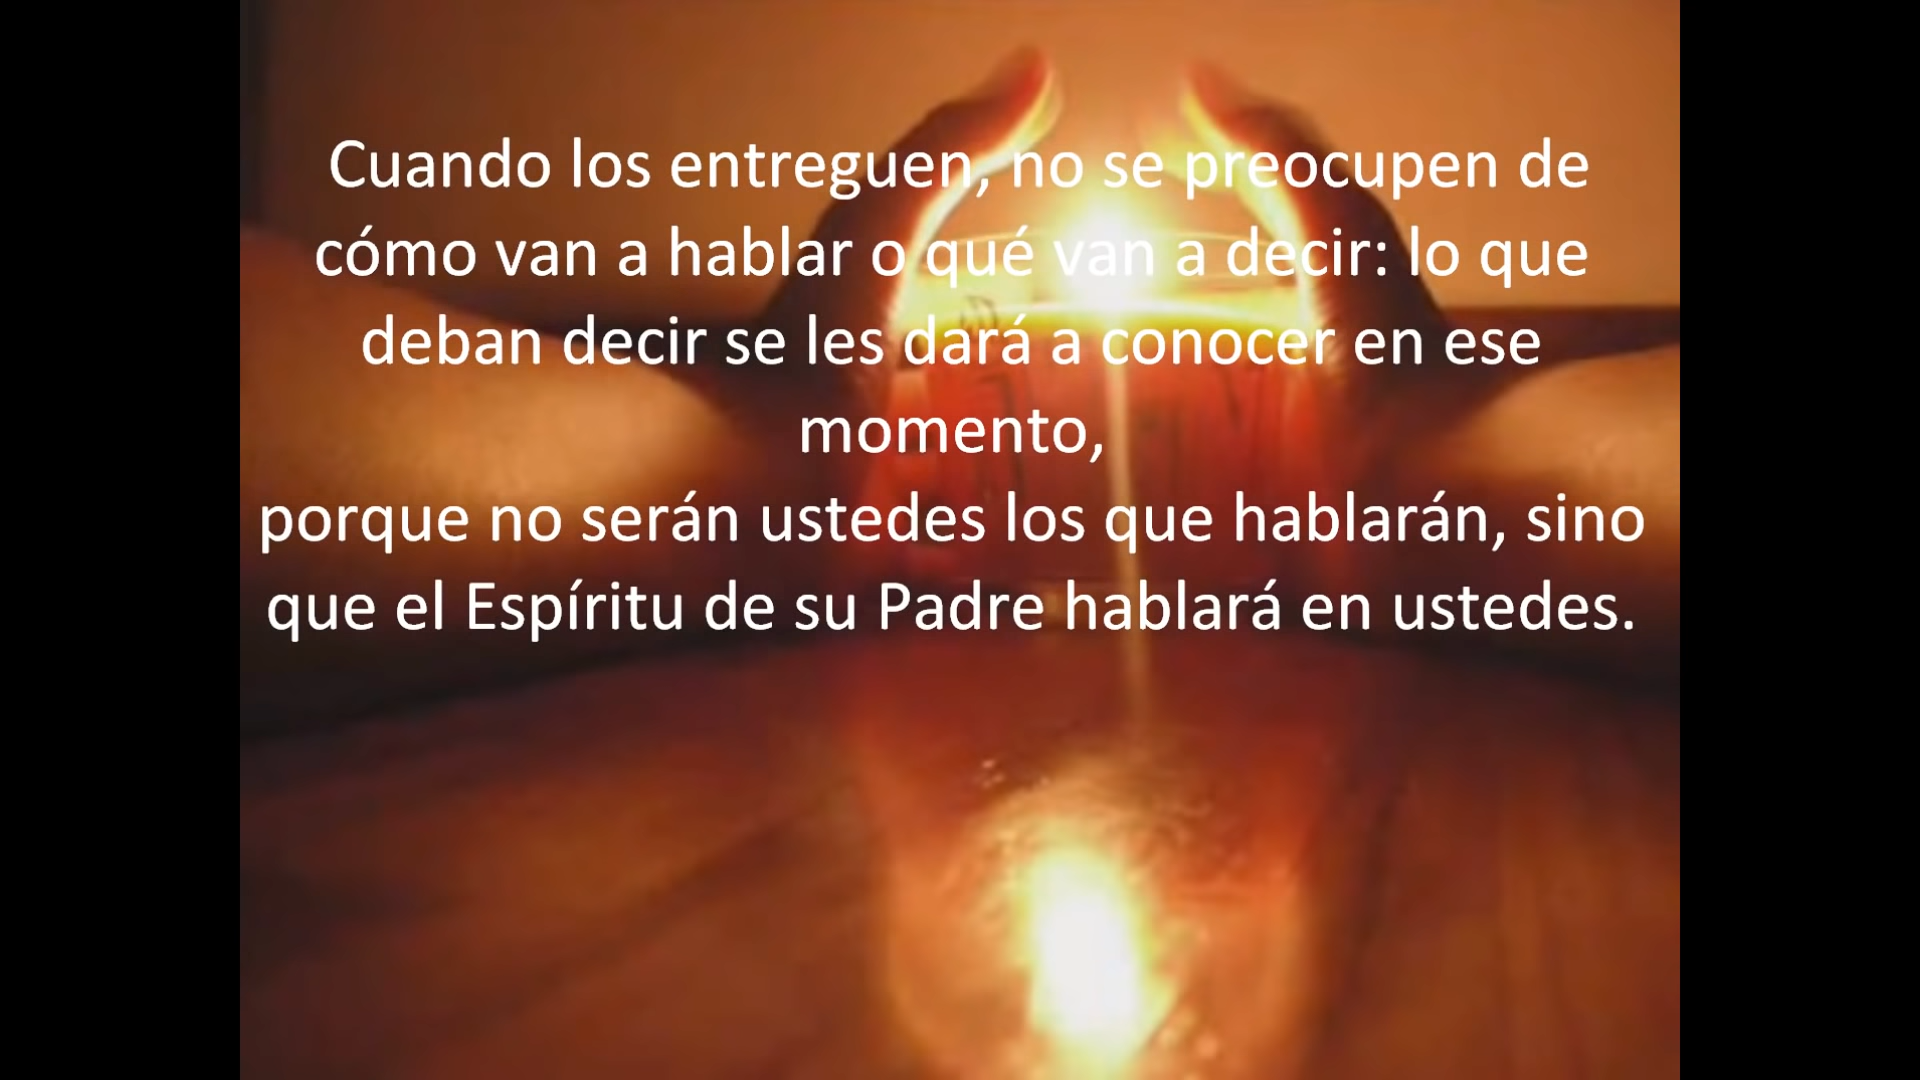 Cuando los entreguen, no se preocupen de
cómo van a hablar o qué van a decir: lo que
deban decir se les dará a conocer en ese
momento,
porque no serán ustedes los que hablarán, sino
que el Espíritu de su Padre hablará en ustedes.